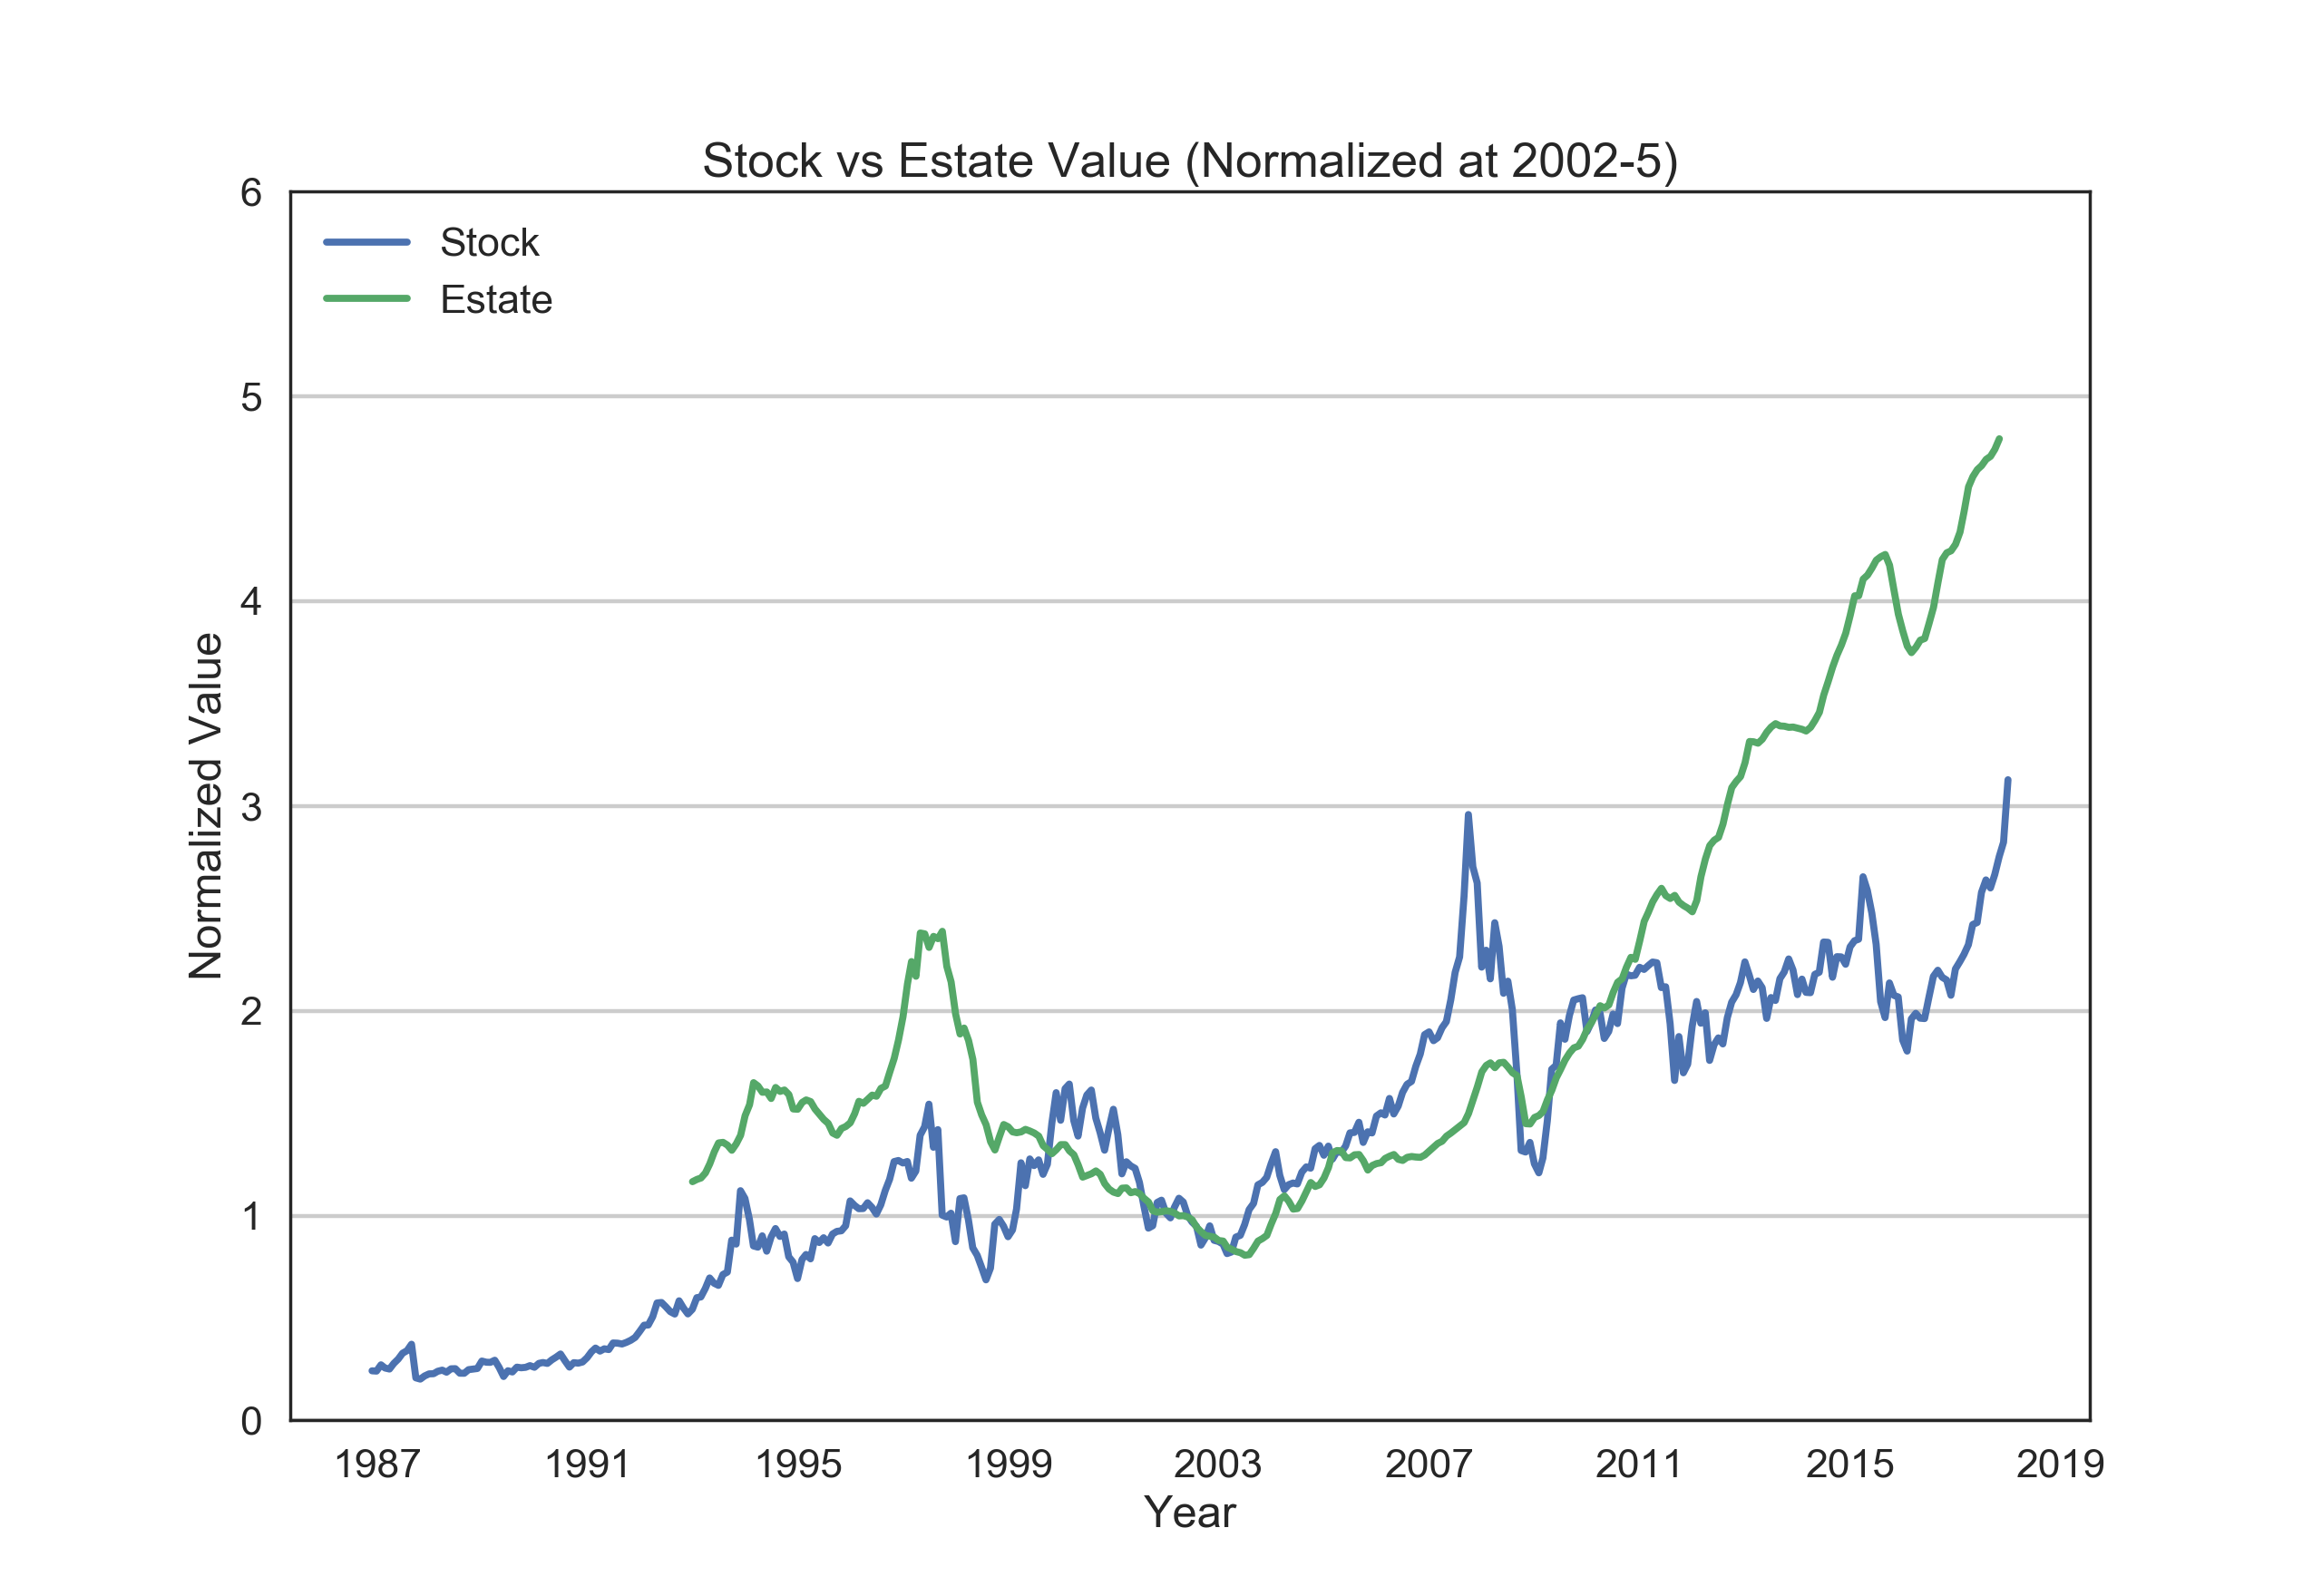 Stock vs Estate Value (Normalized at 2002-5)
6
Stock
Estate
5
4
3
2
1
0
Normalized Value
1987 1991 1995 1999 2003 2007 2011 2015 2019
Year